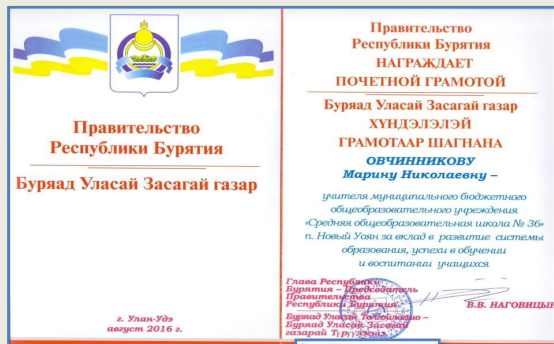 Правительство
Республики Бурятия
Буряад Уласай Засагай газар
г. Улан-Удэ
август 2016 г.
Правительство
Республики Бурятия
НАГРАЖДАЕТ
ПОЧЕТНОЙ ГРАМОТОЙ
Буряад Уласай Засагай газар
ХҮНДЭЛЭЛЭЙ
ГРАМОТААР ШАГНАНА
ОВЧИННИКОВУ
Марину Николаевну –
учителя муниципального бюджетного
общеобразовательного учреждения
«Средняя общеобразовательная школа № 36»
п. Новый Уоян за вклад в развитие системы
образования, успехи в обучении
и воспитании учащихся
Глава Республики
Бурятия – Председатель
Правительства
Республики Бурятия
В.В. НАГОВИЦЫН
Буряад Уласай
Буряад Уласай Засагай
газарай